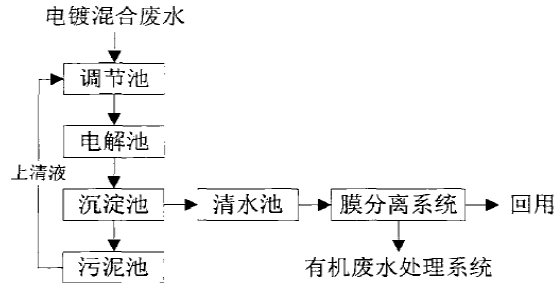 电镀混合废水
调节池
电解池
上清液
沉淀池
清水池
膜分离系统
回用
污泥池
有机废水处理系统